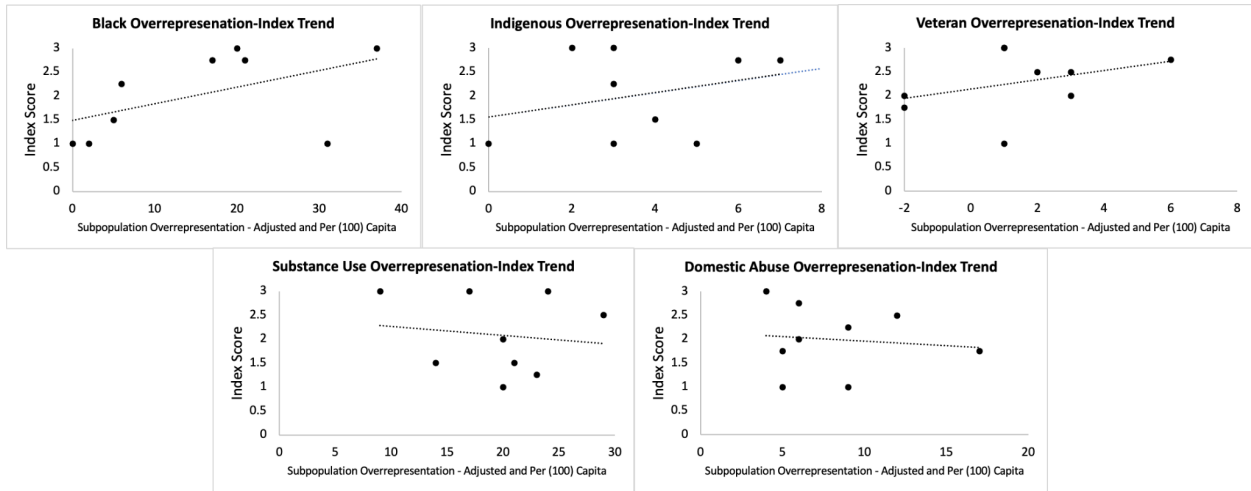 Black Overrepresenation-Index Trend
Index Score
3
2.5
2
1.5
1
0.5
0
0 10 20 30 40
Subpopulation Overrepresentation - Adjusted and Per (100) Capita
Indigenous Overrepresenation-Index Trend
Index Score
3
2.5
2
1.5
1
0.5
0
0 2 4 6 8
Subpopulation Overrepresentation - Adjusted and Per (100) Capita
Veteran Overrepresenation-Index Trend
Index Score
3
2.5
2
1.5
1
0.5
0
-2 0 2 4 6 8
Subpopulation Overrepresentation - Adjusted and Per (100) Capita
Substance Use Overrepresenation-Index Trend
Index Score
3
2.5
2
1.5
1
0.5
0
0 5 10 15 20 25 30
Subpopulation Overrepresentation - Adjusted and Per (100) Capita
Domestic Abuse Overrepresenation-Index Trend
Index Score
3
2.5
2
1.5
1
0.5
0
0 5 10 15 20
Subpopulation Overrepresentation - Adjusted and Per (100) Capita